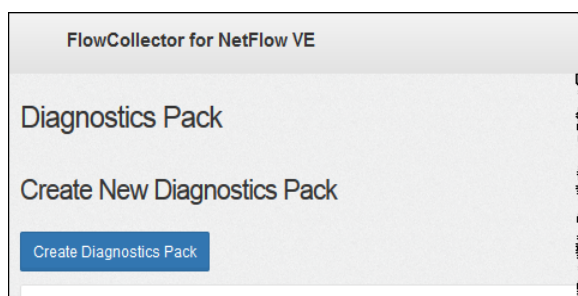 FlowCollector for NetFlow VE
Diagnostics Pack
Create New Diagnostics Pack
Create Diagnostics Pack